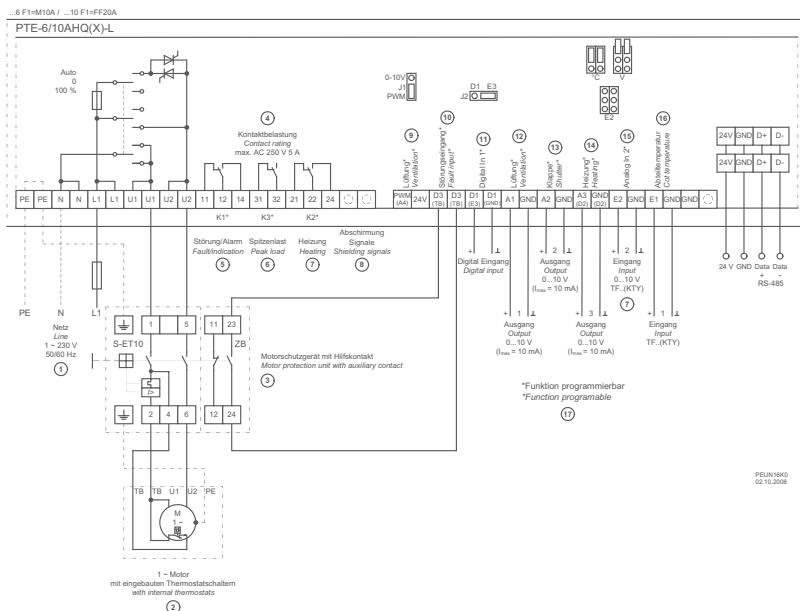 ...6 F1=M10A / ...10 F1=FF20A
PTE-6/10AHQ(X)-L
Auto
0
100 %
0-10V
J1
PWM
D1 E3
J2
°C
V
E2
4
Kontaktbelastung
Contact rating
max. AC 250 V 5 A
9
Lüftung*
Ventilation*
10
Störungseingang*
Fault input*
11
Digital In 1*
12
Lüftung*
Ventilation*
13
Klappe*
Shutter*
14
Heizung*
Heating*
15
Analog In 2*
16
Abteiltemperatur
Cot temperatur
24V GND D+ D-
24V GND D+ D-
PE PE N N L1 L1 U1 U1 U2 U2 11 12 14 31 32 21 22 24
PWM (A4) 24V D3 (TB) D3 (TB) D1 (E3) D1 (GND) A1 GND A2 GND A3 (D2) GND (D2) E2 GND E1 GND GND
K1* K3* K2*
Störung/Alarm
Fault/indication
5
Spitzenlast
Peak load
6
Heizung
Heating
7
Abschirmung
Signale
Shielding signals
8
+ ⊥
Digital Eingang
Digital input
+ 1 ⊥
Ausgang
Output
0...10 V
(Imax = 10 mA)
+ 2 ⊥
Ausgang
Output
0...10 V
(Imax = 10 mA)
+ 3 ⊥
Ausgang
Output
0...10 V
(Imax = 10 mA)
+ 2 ⊥
Eingang
Input
0...10 V
TF..(KTY)
7
+ 1 ⊥
Eingang
Input
TF..(KTY)
24 V GND Data Data
+ -
RS-485
PE N L1
Netz
Line
1 ~ 230 V
50/60 Hz
1
1 5 11 23
S-ET10
ZB
I>
2 4 6 12 24
Motorschutzgerät mit Hilfskontakt
Motor protection unit with auxiliary contact
3
*Funktion programmierbar
*Function programable
17
TB TB U1 U2 PE
M
1 ~
1 ~ Motor
mit eingebauten Thermostatschaltern
with internal thermostats
2
PEUN16K0
02.10.2008